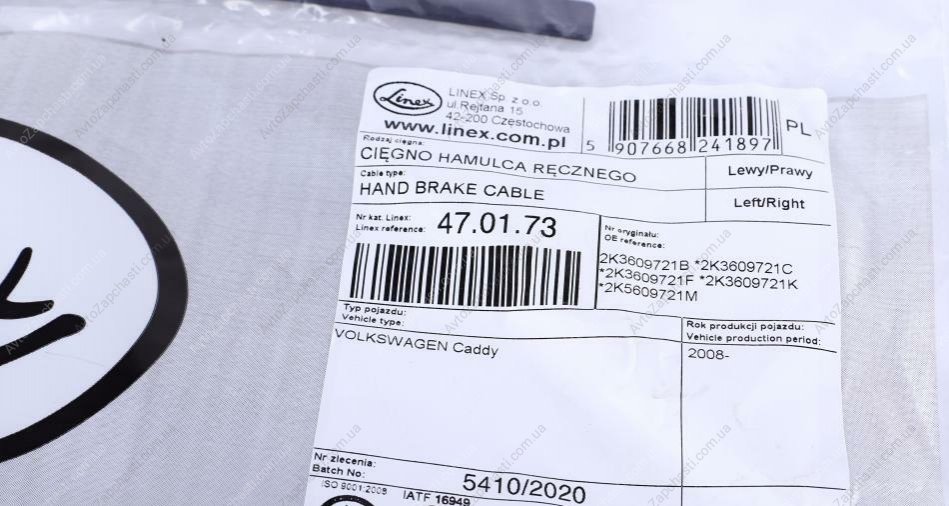 Linex
LINEX Sp. z o.o.
ul.Rejtana 15
42-200 Częstochowa
www.linex.com.pl
5 907668 241897
PL
Rodzaj cięgna:
CIĘGNO HAMULCA RĘCZNEGO
Lewy/Prawy
Cable type:
HAND BRAKE CABLE
Left/Right
Nr kat. Linex:
Linex reference: 47.01.73
Nr oryginału:
OE reference:
2K3609721B *2K3609721C
*2K3609721F *2K3609721K
*2K5609721M
Typ pojazdu:
Vehicle type:
VOLKSWAGEN Caddy
Rok produkcji pojazdu:
Vehicle production period:
2008-
Nr zlecenia:
Batch No:
5410/2020
ISO 9001:2008 IATF 16949
AvtoZapchasti.com.ua